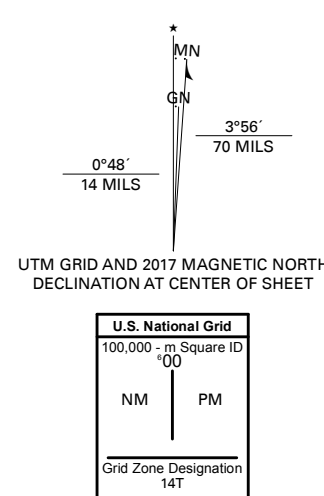 ★
MN
GN
3°56´
70 MILS
0°48´
14 MILS
UTM GRID AND 2017 MAGNETIC NORTH
DECLINATION AT CENTER OF SHEET
U.S. National Grid
100,000 - m Square ID
⁶00
NM PM
Grid Zone Designation
14T